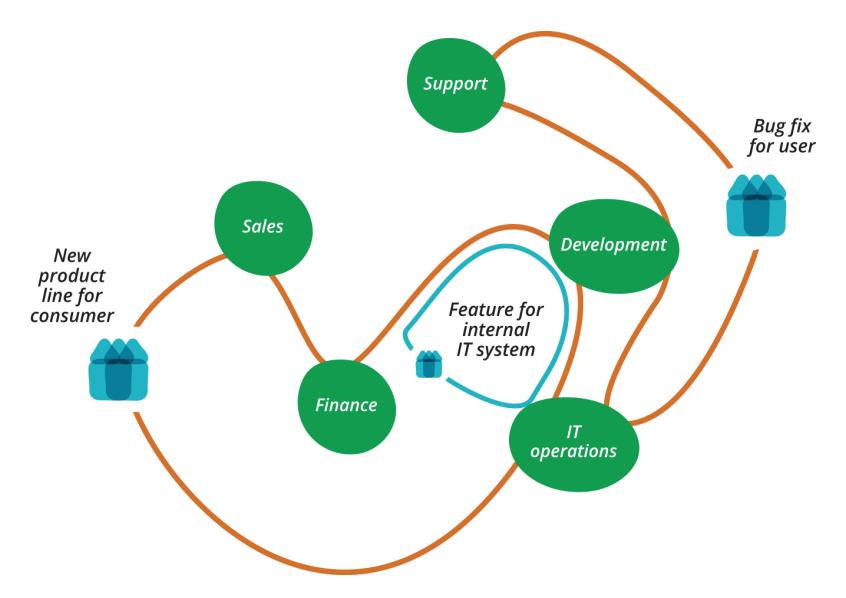 Support
Bug fix
for user
Sales
Development
New
product
line for
consumer
Feature for
internal
IT system
Finance
IT
operations